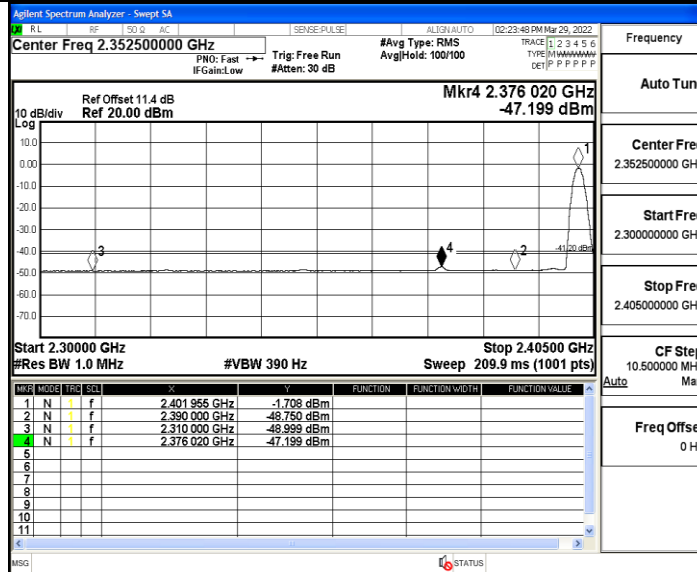 Agilent Spectrum Analyzer - Swept SA
RL RF 50 Ω AC SENSE:PULSE ALIGN AUTO 02:23:48 PM Mar 29, 2022
Center Freq 2.352500000 GHz
PNO: Fast Trig: Free Run
IFGain:Low #Atten: 30 dB
#Avg Type: RMS
Avg|Hold: 100/100
TRACE 1 2 3 4 5 6
TYPE M W W W W W
DET P P P P P P
Ref Offset 11.4 dB
10 dB/div Ref 20.00 dBm
Log
Mkr4 2.376 020 GHz
-47.199 dBm
10.0
0.00
-10.0
-20.0
-30.0
-40.0
-50.0
-60.0
-70.0
1
2
3
4
-41.20 dBm
Start 2.30000 GHz Stop 2.40500 GHz
#Res BW 1.0 MHz #VBW 390 Hz Sweep 209.9 ms (1001 pts)
MKR MODE TRC SCL X Y FUNCTION FUNCTION WIDTH FUNCTION VALUE
1 N 1 f 2.401 955 GHz -1.708 dBm
2 N 1 f 2.390 000 GHz -48.750 dBm
3 N 1 f 2.310 000 GHz -48.999 dBm
4 N 1 f 2.376 020 GHz -47.199 dBm
5
6
7
8
9
10
11
MSG STATUS
Frequency
Auto Tun
Center Fre
2.352500000 GH
Start Fre
2.300000000 GH
Stop Fre
2.405000000 GH
CF Ste
10.500000 MH
Auto Ma
Freq Offse
0 H